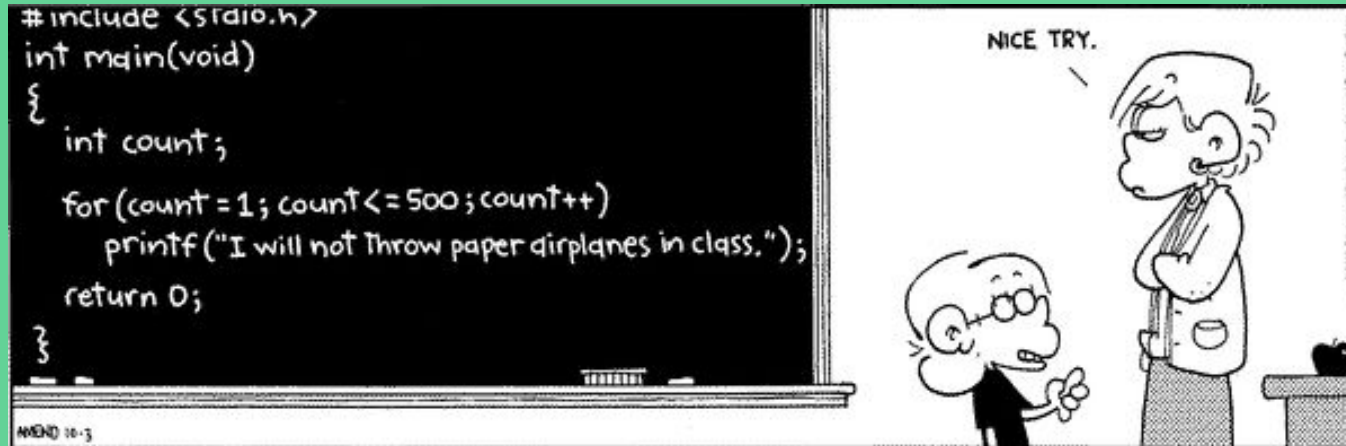 #include <stdio.h>
int main(void)
{
int count;
for (count = 1; count <= 500; count++)
printf ("I will not throw paper airplanes in class.");
return 0;
}
NICE TRY.
AMEND 10-3